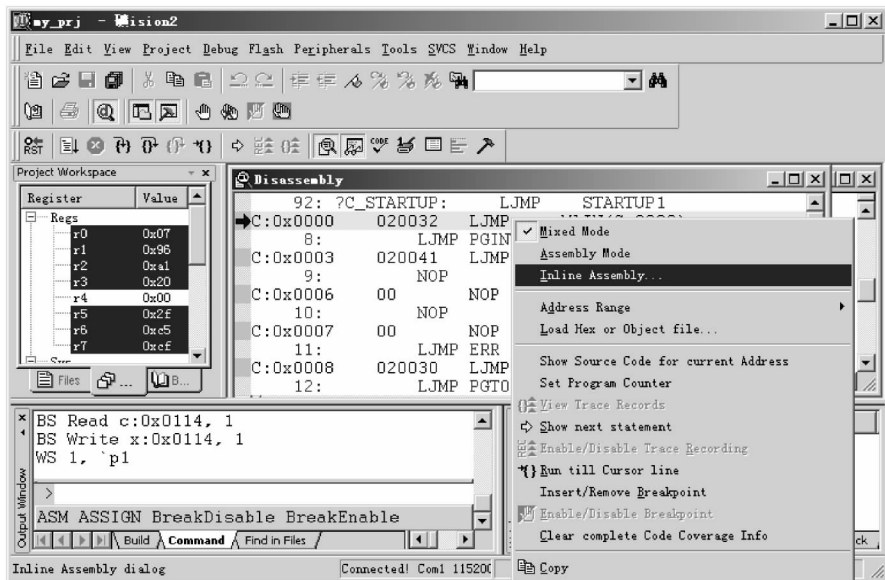 my_prj - µVision2
File Edit View Project Debug Flash Peripherals Tools SVCS Window Help
RST
CODE
Project Workspace
Register Value
Regs
r0 0x07
r1 0x96
r2 0xa1
r3 0x20
r4 0x00
r5 0x2f
r6 0xc5
r7 0xcf
Sys
Files ... B...
Disassembly
92: ?C_STARTUP: LJMP STARTUP1
C:0x0000 020032 LJMP
8: LJMP PGIN
C:0x0003 020041 LJMP
9: NOP
C:0x0006 00 NOP
10: NOP
C:0x0007 00 NOP
11: LJMP ERR
C:0x0008 020030 LJMP
12: LJMP PGTO
Mixed Mode
Assembly Mode
Inline Assembly...
Address Range
Load Hex or Object file...
Show Source Code for current Address
Set Program Counter
View Trace Records
Show next statement
Enable/Disable Trace Recording
Run till Cursor line
Insert/Remove Breakpoint
Enable/Disable Breakpoint
Clear complete Code Coverage Info
Copy
Output Window
BS Read c:0x0114, 1
BS Write x:0x0114, 1
WS 1, `p1
>
ASM ASSIGN BreakDisable BreakEnable
Build Command Find in Files
ck
Inline Assembly dialog Connected! Com1 11520